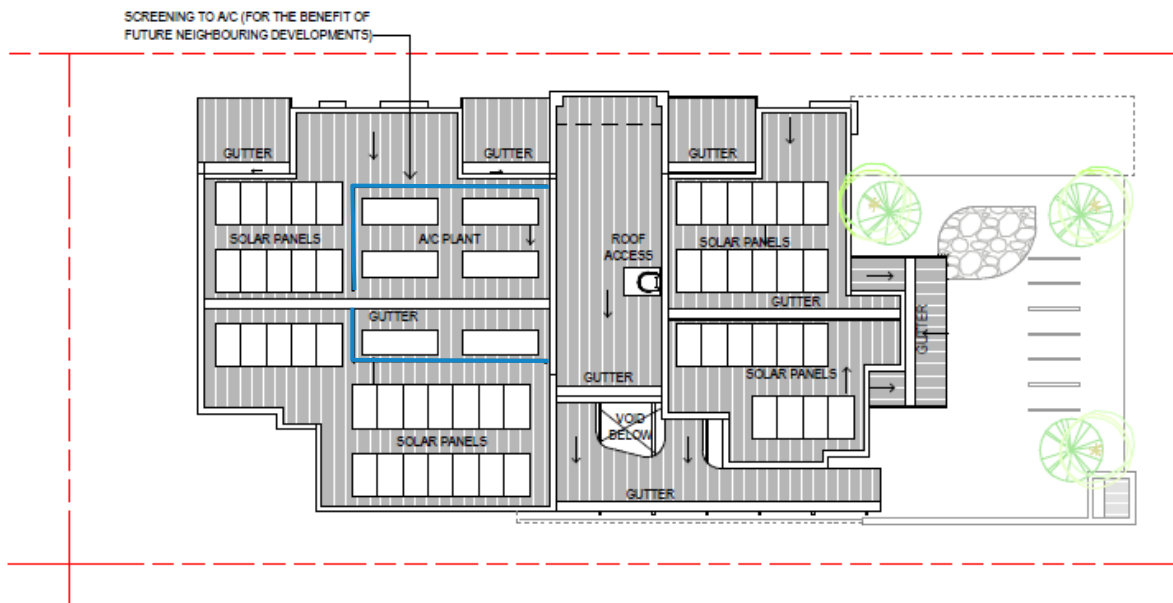 SCREENING TO A/C (FOR THE BENEFIT OF
FUTURE NEIGHBOURING DEVELOPMENTS)
GUTTER
GUTTER
GUTTER
SOLAR PANELS
A/C PLANT
ROOF
ACCESS
SOLAR PANELS
GUTTER
GUTTER
GUTTER
GUTTER
SOLAR PANELS
VOID
BELOW
SOLAR PANELS
GUTTER